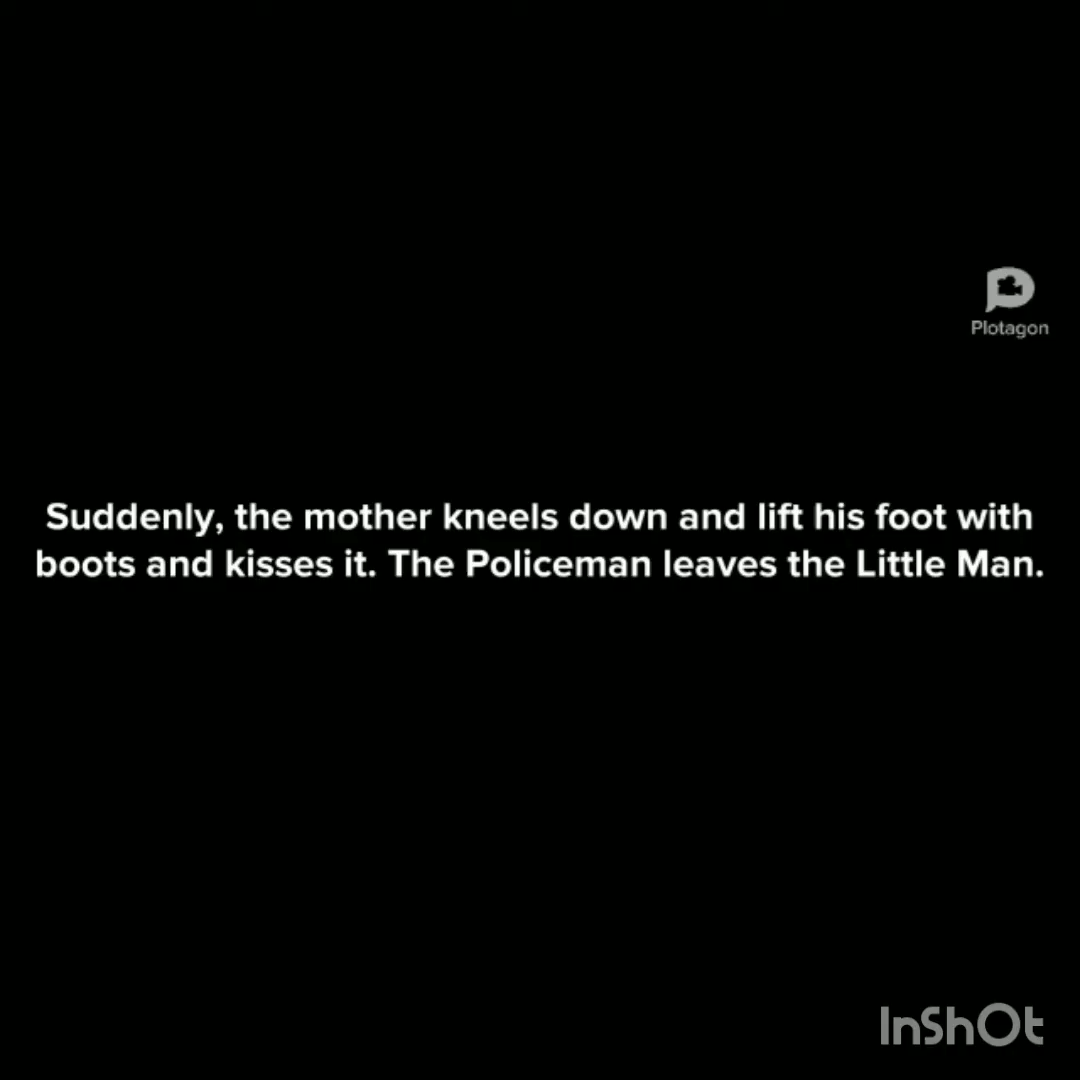 Plotagon
Suddenly, the mother kneels down and lift his foot with
boots and kisses it. The Policeman leaves the Little Man.
InShOt